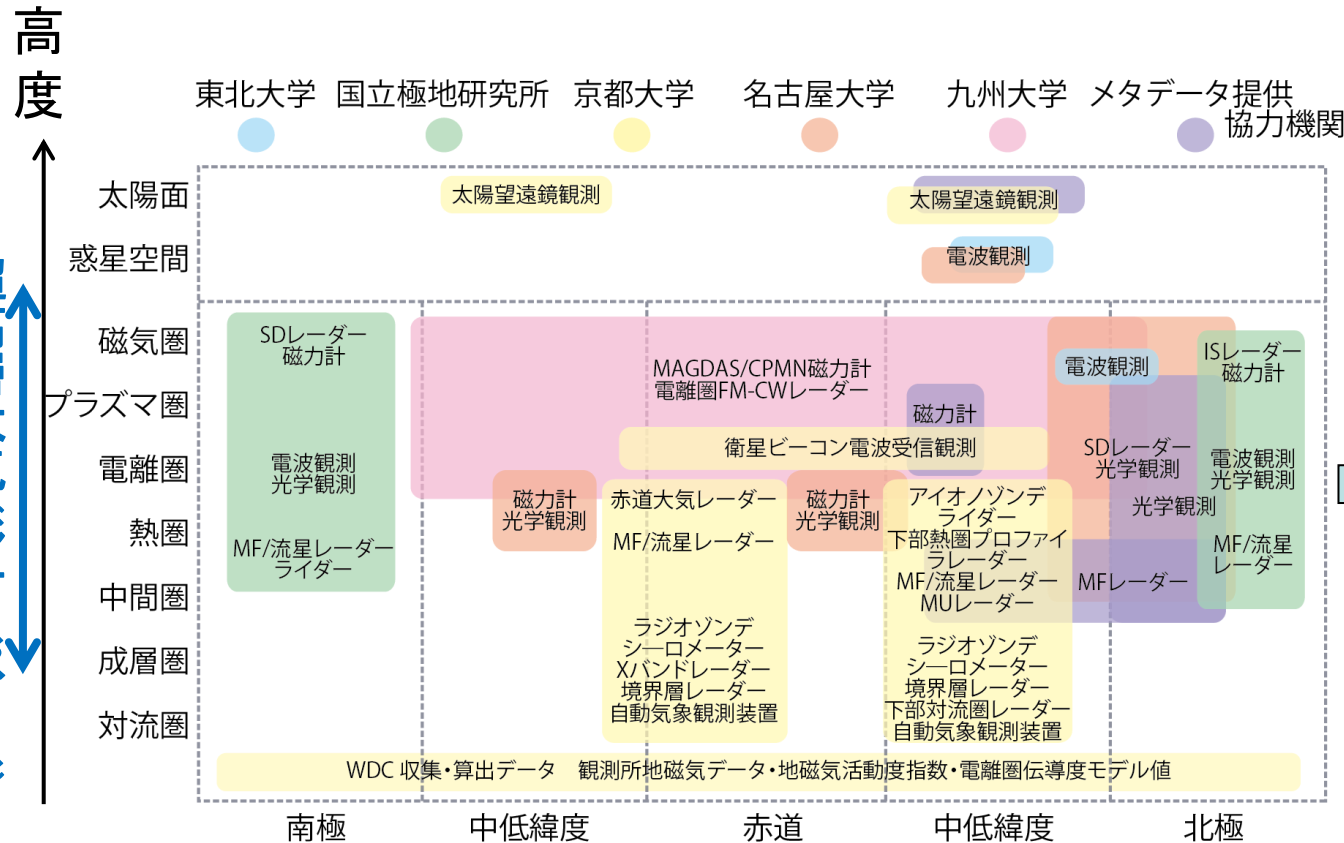 高度
東北大学
国立極地研究所
京都大学
名古屋大学
九州大学
メタデータ提供
協力機関
太陽面
太陽望遠鏡観測
太陽望遠鏡観測
惑星空間
電波観測
磁気圏
SDレーダー
磁力計
MAGDAS/CPMN磁力計
電離圏FM-CWレーダー
電波観測
ISレーダー
磁力計
プラズマ圏
磁力計
電離圏
電波観測
光学観測
衛星ビーコン電波受信観測
SDレーダー
光学観測
電波観測
光学観測
磁力計
光学観測
赤道大気レーダー
磁力計
光学観測
アイオノゾンデ
ライダー
光学観測
熱圏
MF/流星レーダー
ライダー
MF/流星レーダー
下部熱圏プロファイ
ラレーダー
MF/流星レーダー
MUレーダー
MFレーダー
MF/流星
レーダー
中間圏
成層圏
ラジオゾンデ
シーロメーター
Xバンドレーダー
境界層レーダー
自動気象観測装置
ラジオゾンデ
シーロメーター
境界層レーダー
下部対流圏レーダー
自動気象観測装置
対流圏
WDC 収集・算出データ　観測所地磁気データ・地磁気活動度指数・電離圏伝導度モデル値
南極
中低緯度
赤道
中低緯度
北極